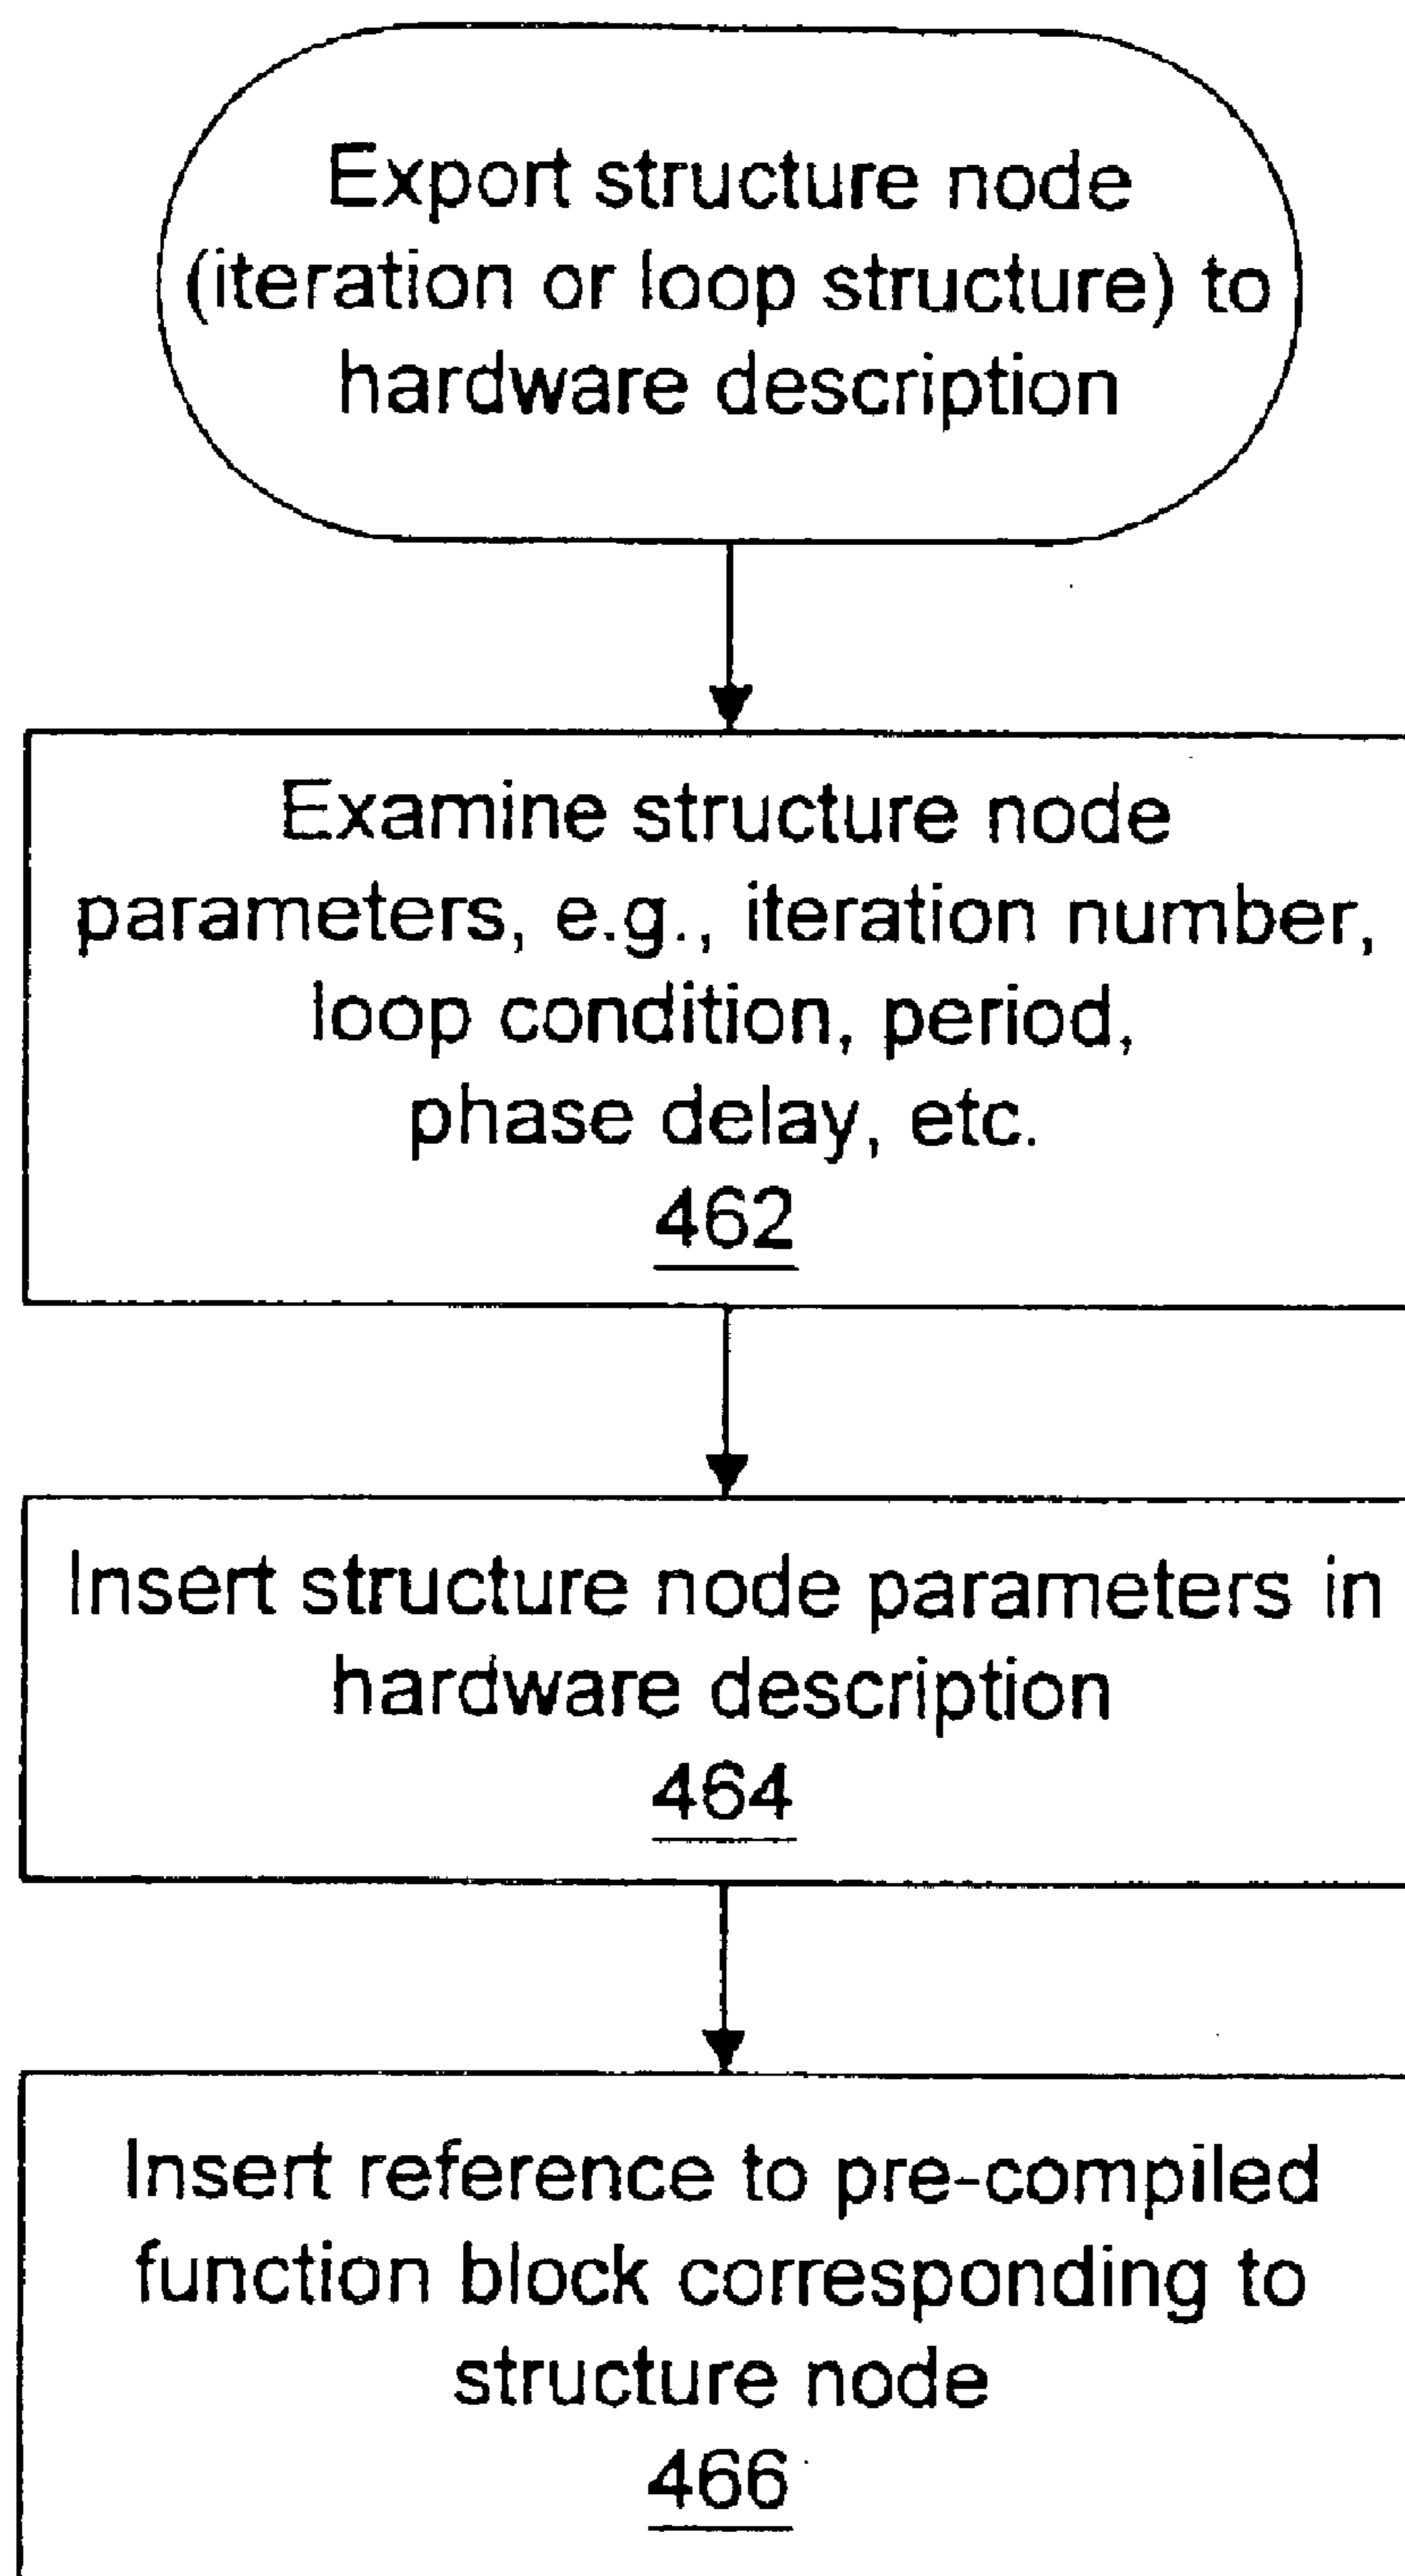 Export structure node
(iteration or loop structure) to
hardware description
Examine structure node
parameters, e.g., iteration number,
loop condition, period,
phase delay, etc.
462
Insert structure node parameters in
hardware description
464
Insert reference to pre-compiled
function block corresponding to
structure node
466